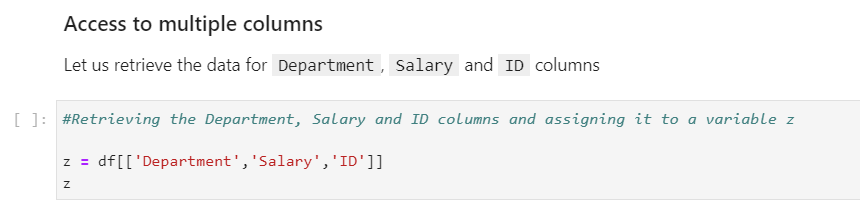 Access to multiple columns
Let us retrieve the data for Department, Salary and ID columns
[ ]: #Retrieving the Department, Salary and ID columns and assigning it to a variable z
z = df[['Department','Salary','ID']]
z